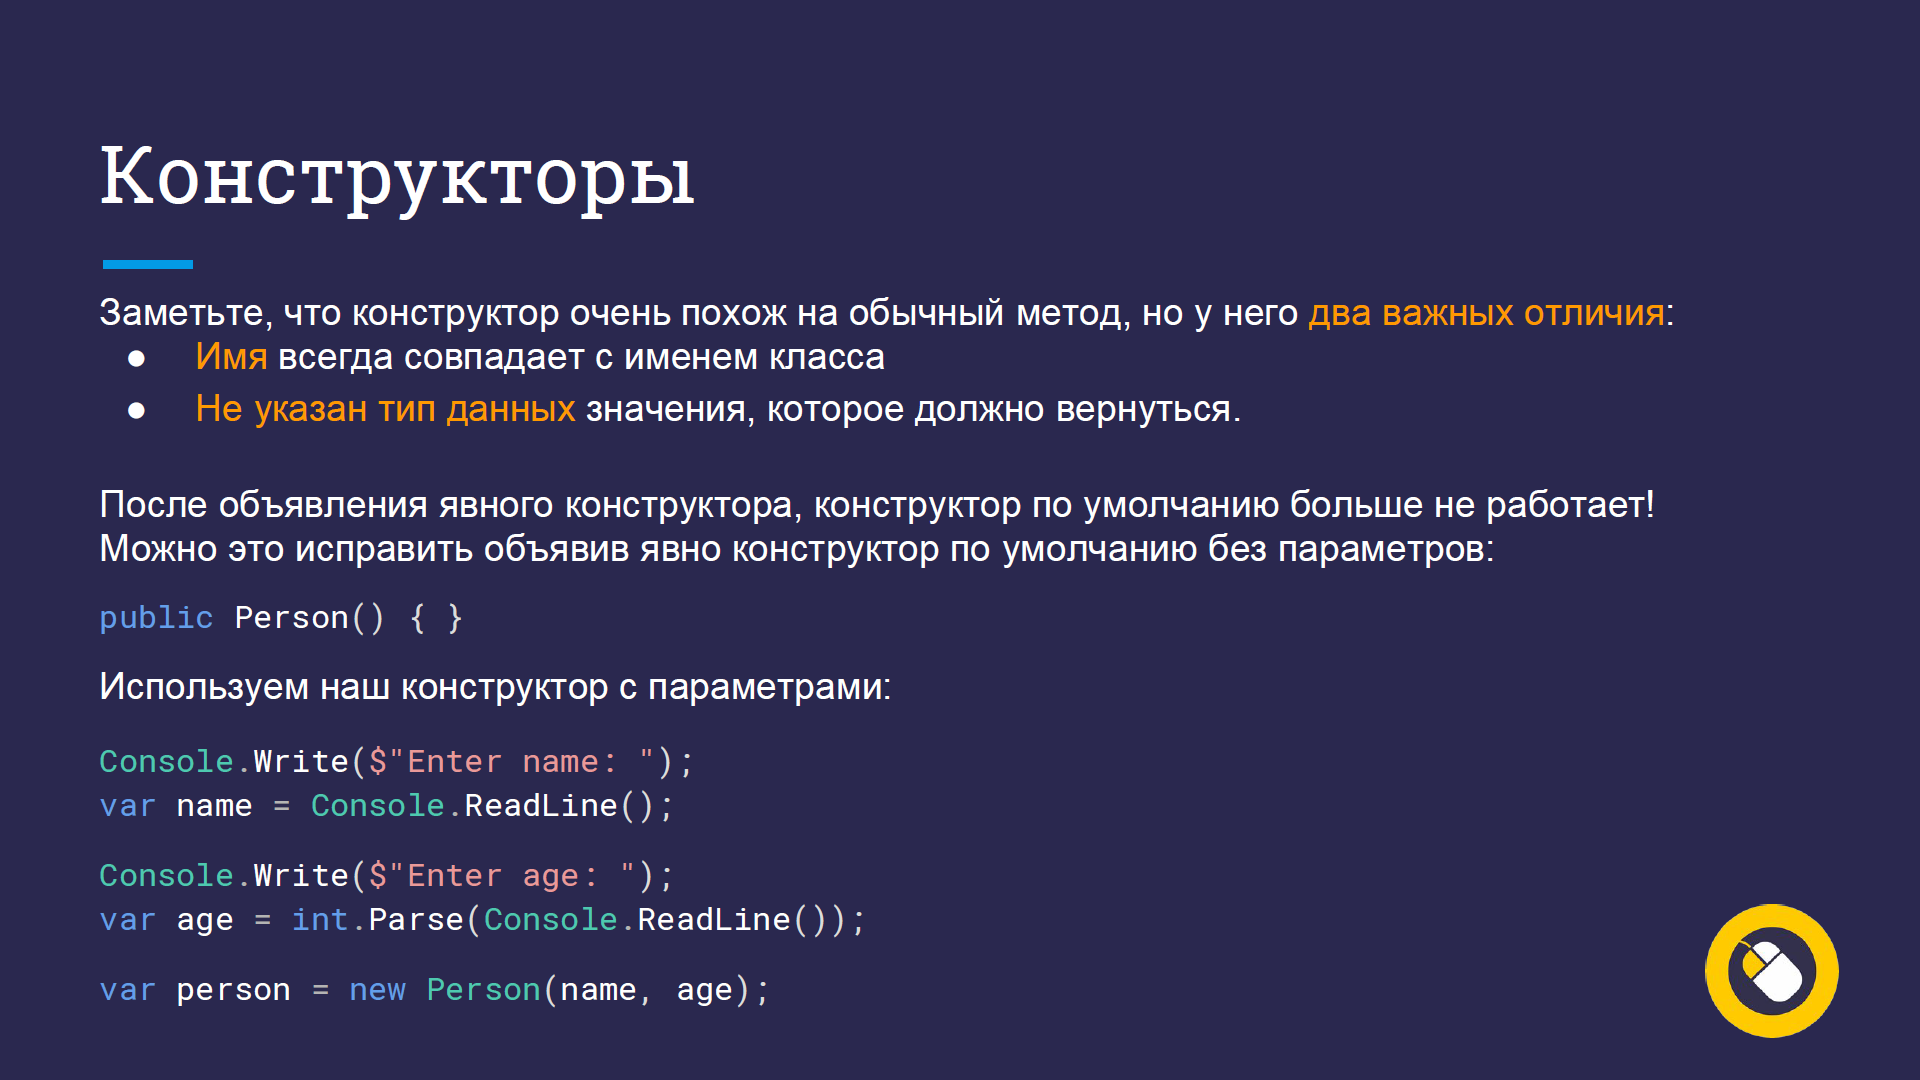 Конструкторы
Заметьте, что конструктор очень похож на обычный метод, но у него два важных отличия:
● Имя всегда совпадает с именем класса
● Не указан тип данных значения, которое должно вернуться.
После объявления явного конструктора, конструктор по умолчанию больше не работает!
Можно это исправить объявив явно конструктор по умолчанию без параметров:
public Person() { }
Используем наш конструктор с параметрами:
Console.Write($"Enter name: ");
var name = Console.ReadLine();
Console.Write($"Enter age: ");
var age = int.Parse(Console.ReadLine());
var person = new Person(name, age);